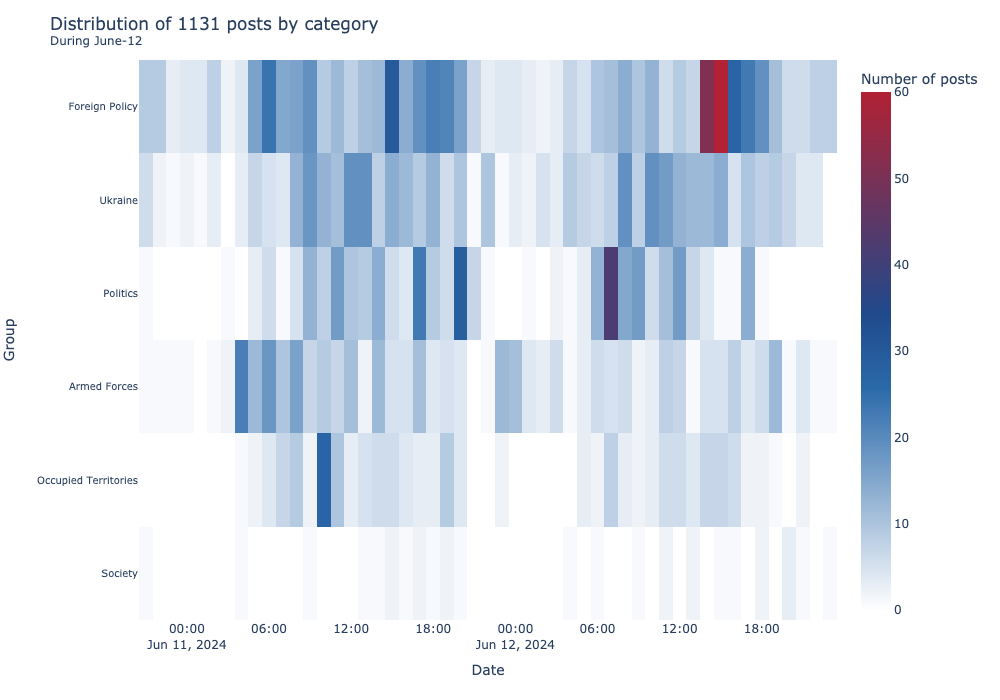 Distribution of 1131 posts by category
During June-12
Number of posts
60
50
40
30
20
10
0
Group
Foreign Policy
Ukraine
Politics
Armed Forces
Occupied Territories
Society
00:00 06:00 12:00 18:00 00:00 06:00 12:00 18:00
Jun 11, 2024 Jun 12, 2024
Date